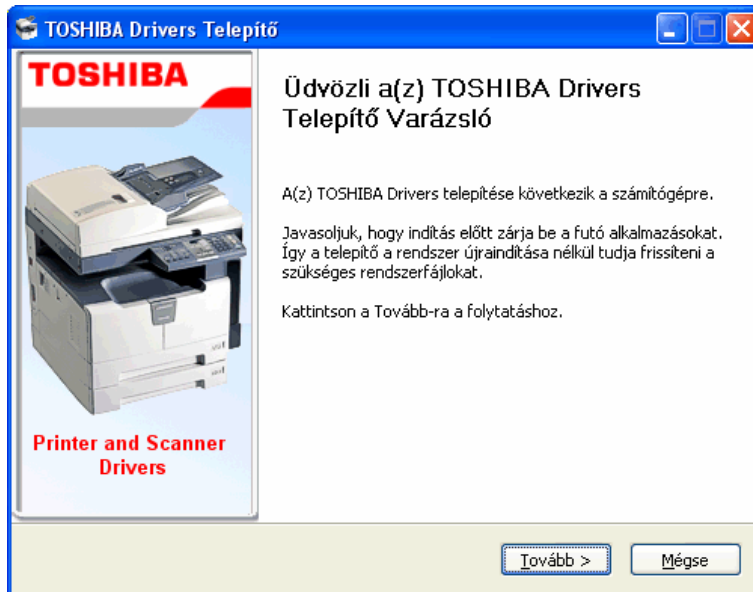 TOSHIBA Drivers Telepítő
TOSHIBA
Printer and Scanner
Drivers
Üdvözli a(z) TOSHIBA Drivers
Telepítő Varázsló
A(z) TOSHIBA Drivers telepítése következik a számítógépre.
Javasoljuk, hogy indítás előtt zárja be a futó alkalmazásokat.
Így a telepítő a rendszer újraindítása nélkül tudja frissíteni a
szükséges rendszerfájlokat.
Kattintson a Tovább-ra a folytatáshoz.
Tovább >
Mégse